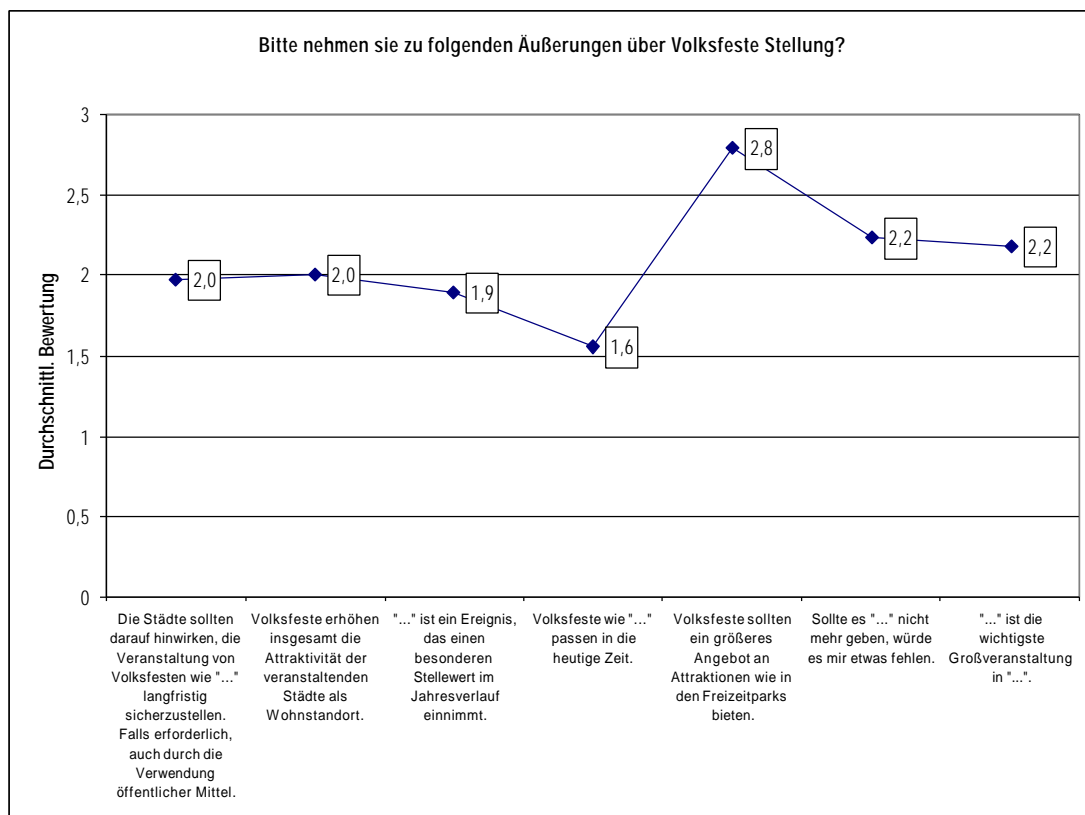 Bitte nehmen sie zu folgenden Äußerungen über Volksfeste Stellung?
Durchschnittl. Bewertung
3
2,5
2
1,5
1
0,5
0
2,0
2,0
1,9
1,6
2,8
2,2
2,2
Die Städte sollten
darauf hinwirken, die
Veranstaltung von
Volksfesten wie "..."
langfristig
sicherzustellen.
Falls erforderlich,
auch durch die
Verwendung
öffentlicher Mittel.
Volksfeste erhöhen
insgesamt die
Attraktivität der
veranstaltenden
Städte als
Wohnstandort.
"..." ist ein Ereignis,
das einen
besonderen
Stellewert im
Jahresverlauf
einnimmt.
Volksfeste wie "..."
passen in die
heutige Zeit.
Volksfeste sollten
ein größeres
Angebot an
Attraktionen wie in
den Freizeitparks
bieten.
Sollte es "..." nicht
mehr geben, würde
es mir etwas fehlen.
"..." ist die
wichtigste
Großveranstaltung
in "...".